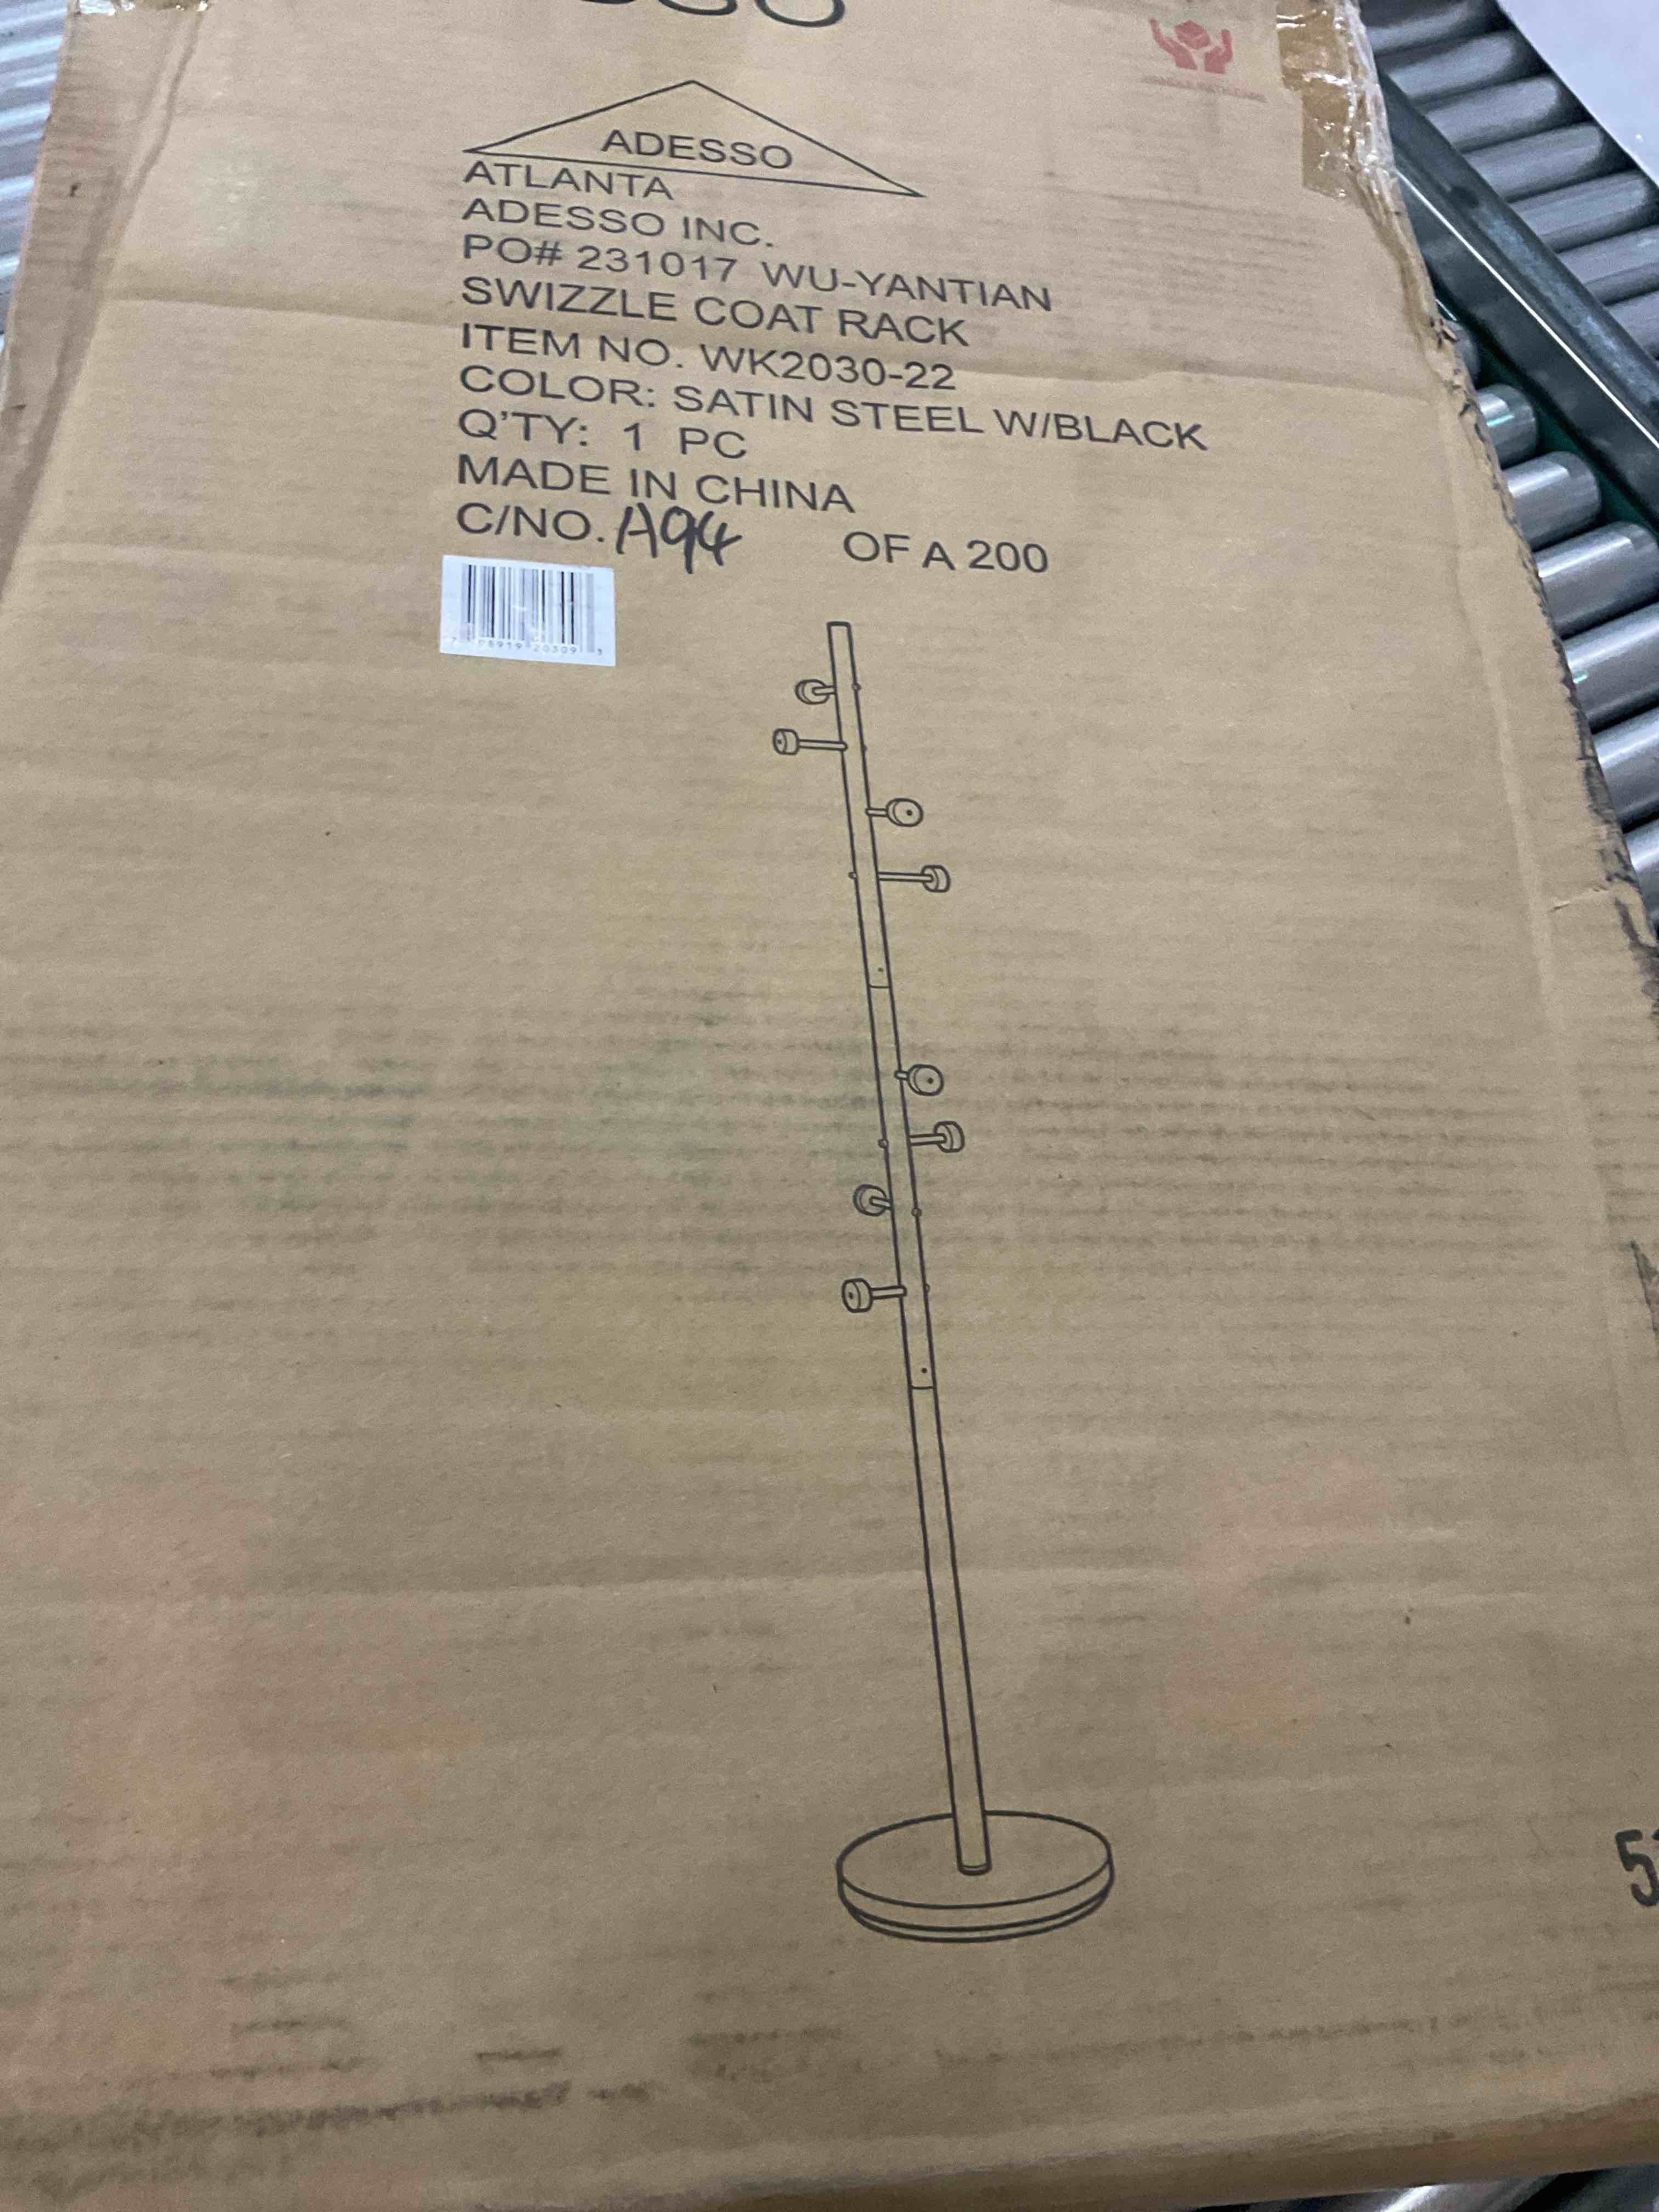 ADESSO
ATLANTA
ADESSO INC.
PO# 231017 WU-YANTIAN
SWIZZLE COAT RACK
ITEM NO. WK2030-22
COLOR: SATIN STEEL W/BLACK
Q'TY: 1 PC
MADE IN CHINA
C/NO. A94 OF A 200